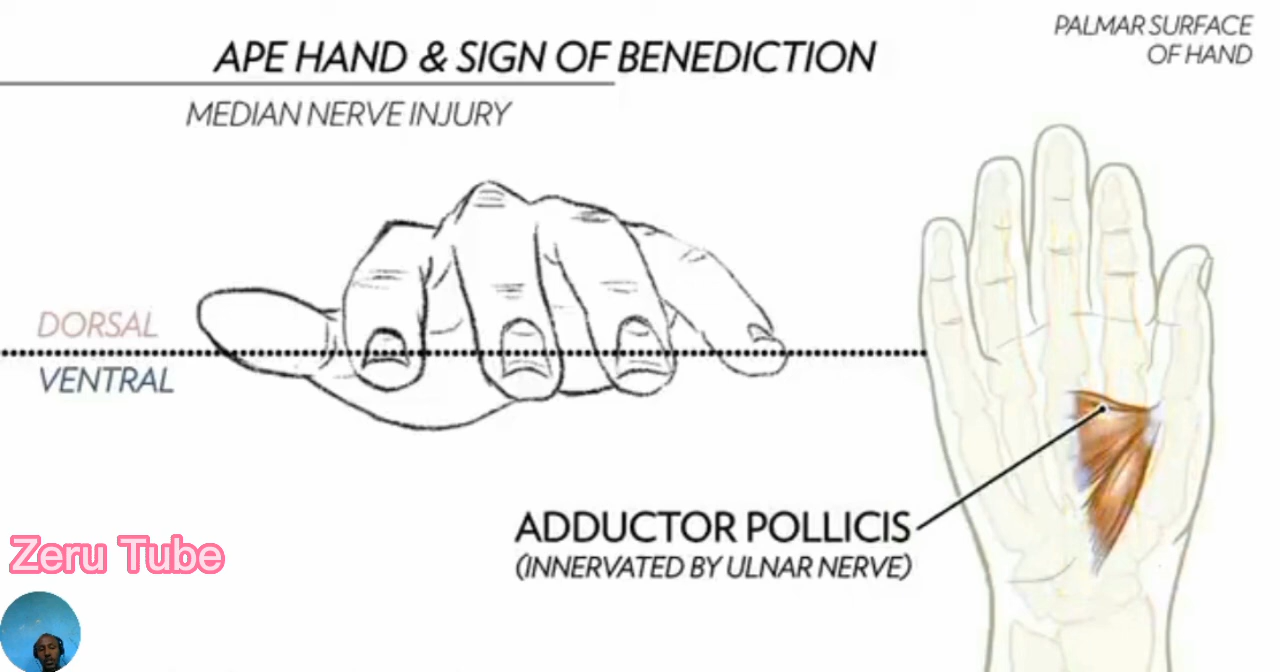 APE HAND & SIGN OF BENEDICTION
MEDIAN NERVE INJURY
PALMAR SURFACE
OF HAND
DORSAL
VENTRAL
ADDUCTOR POLLICIS
(INNERVATED BY ULNAR NERVE)
Zeru Tube